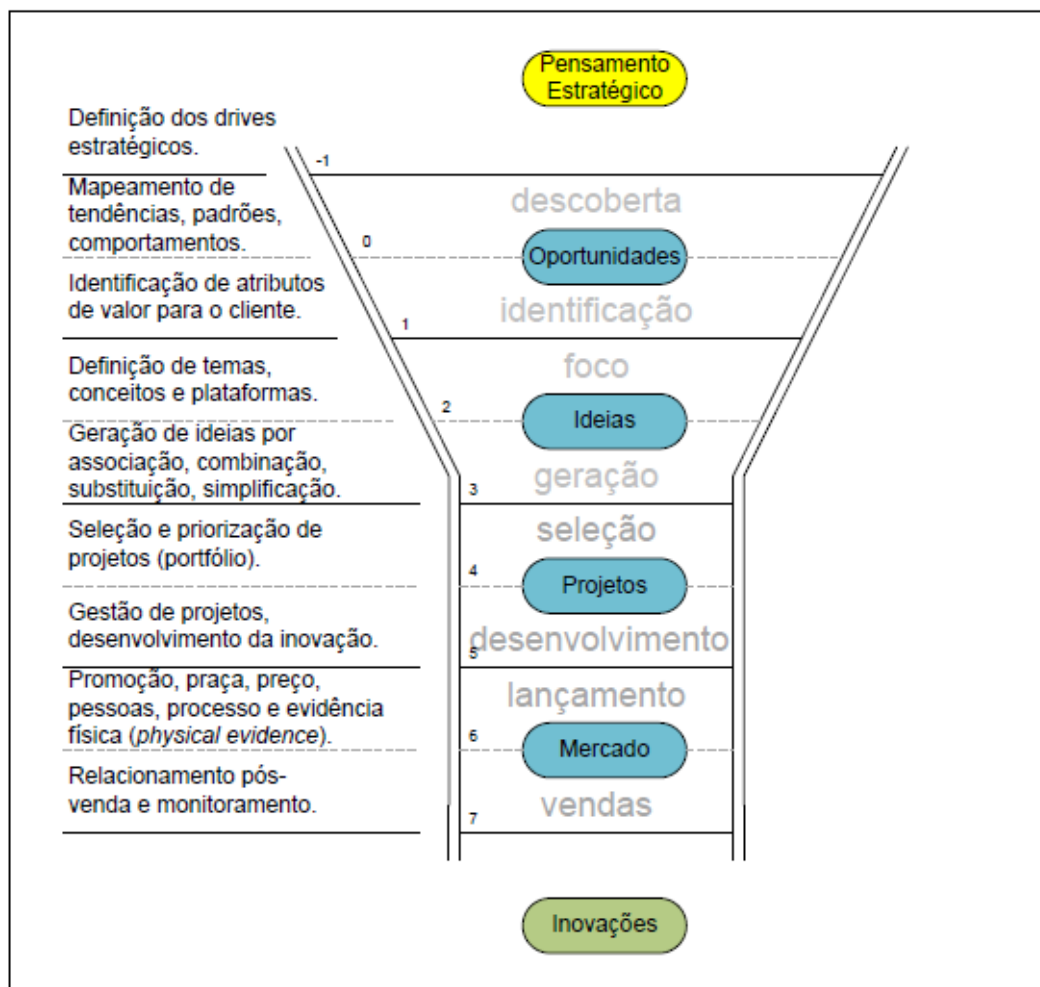 Pensamento
Estratégico
Definição dos drives
estratégicos.
-1
Mapeamento de
tendências, padrões,
comportamentos.
descoberta
0
Oportunidades
Identificação de atributos
de valor para o cliente.
identificação
1
Definição de temas,
conceitos e plataformas.
foco
2
Ideias
Geração de ideias por
associação, combinação,
substituição, simplificação.
geração
3
Seleção e priorização de
projetos (portfólio).
seleção
4
Projetos
Gestão de projetos,
desenvolvimento da inovação.
desenvolvimento
5
Promoção, praça, preço,
pessoas, processo e evidência
física (physical evidence).
lançamento
6
Mercado
Relacionamento pós-
venda e monitoramento.
vendas
7
Inovações